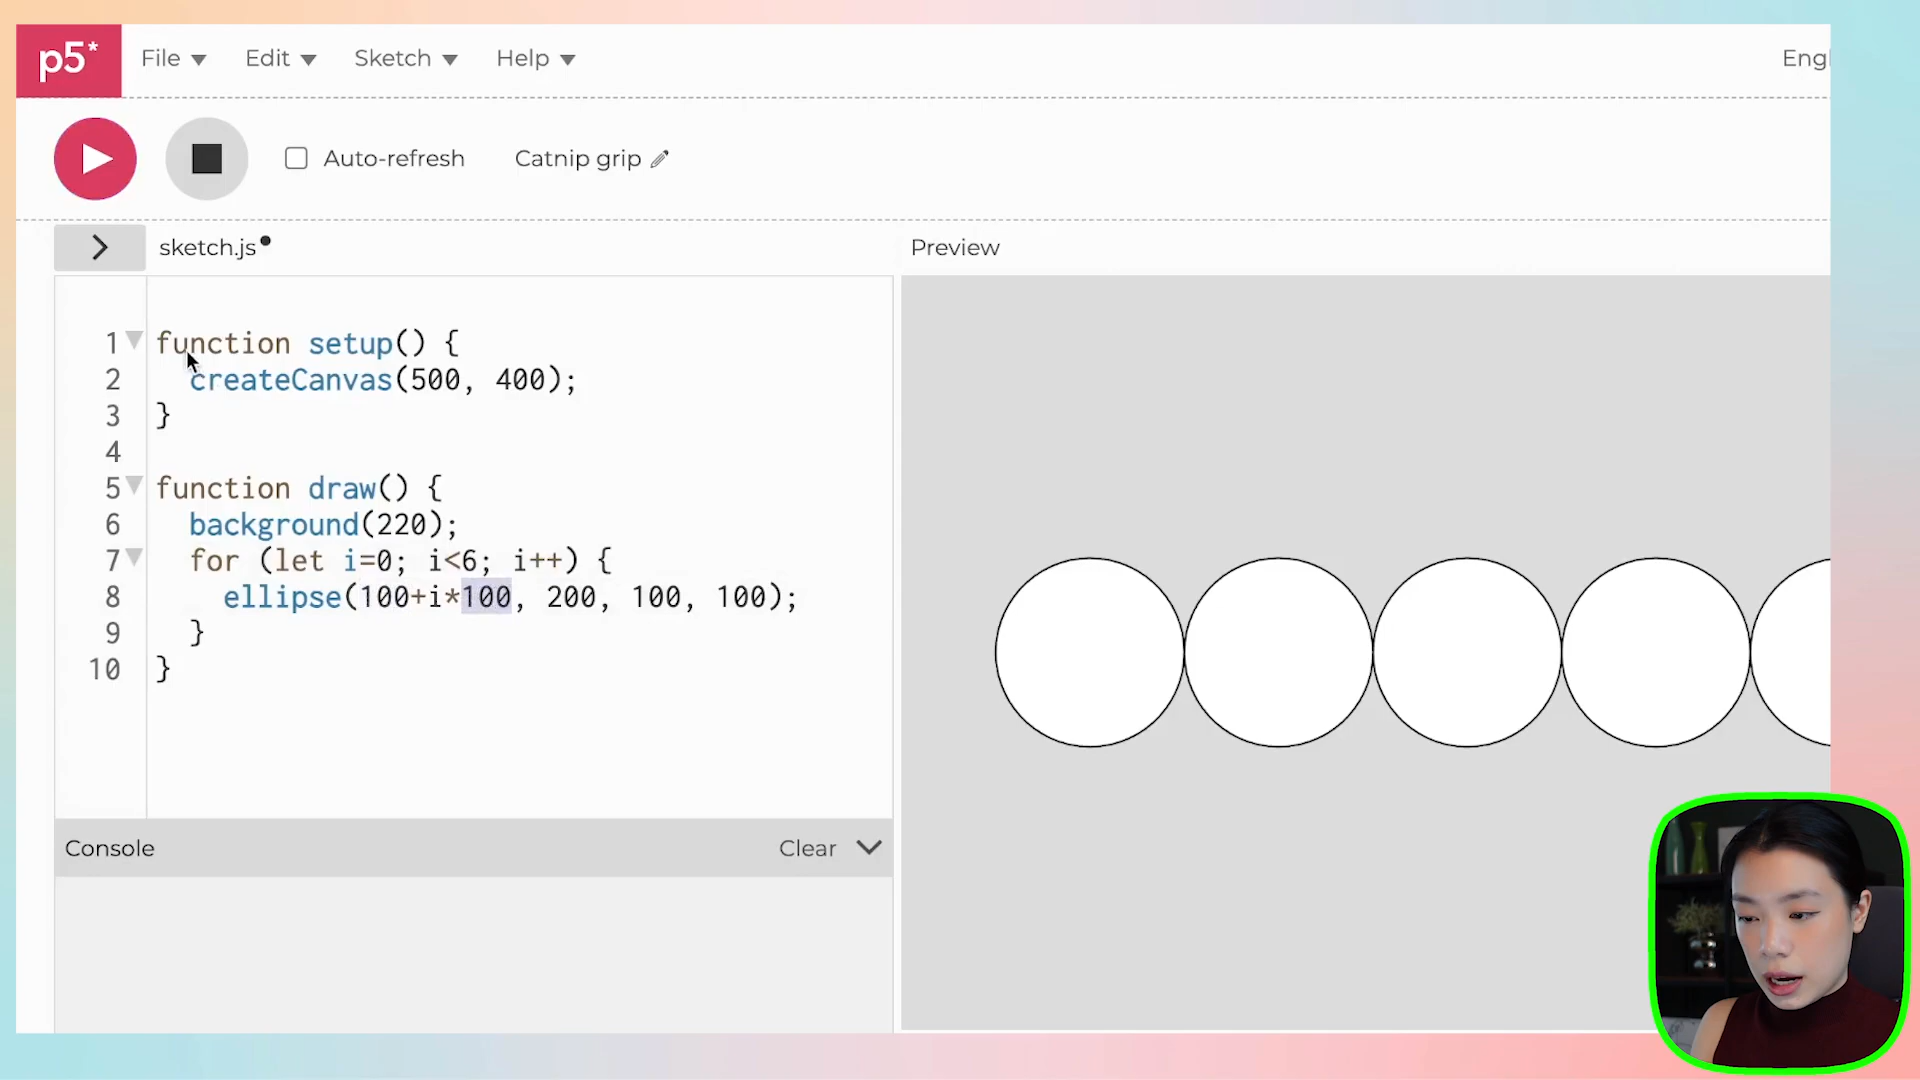 p5* File Edit Sketch Help Engl
Auto-refresh Catnip grip
sketch.js
Preview
1 function setup() {
2 createCanvas(500, 400);
3 }
4
5 function draw() {
6 background(220);
7 for (let i=0; i<6; i++) {
8 ellipse(100+i*100, 200, 100, 100);
9 }
10 }
Console Clear